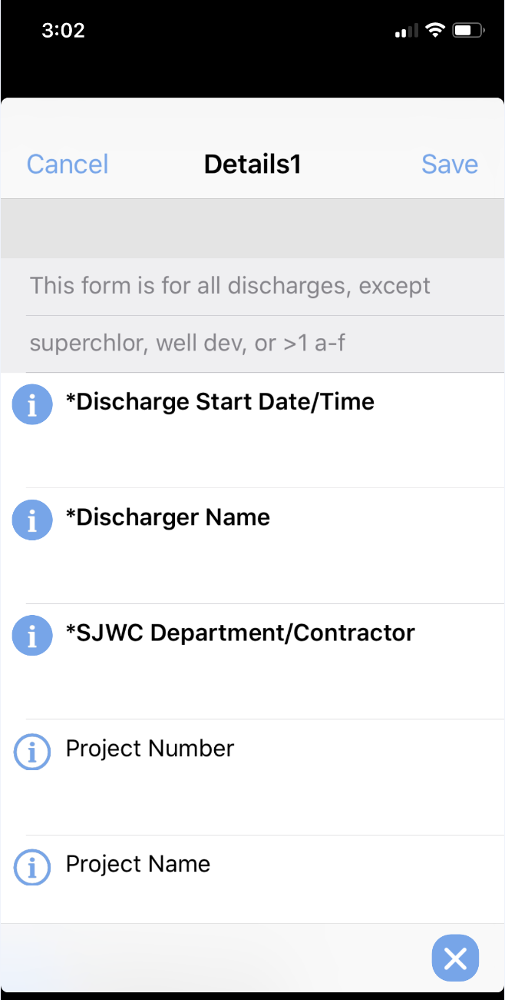 3:02
Cancel Details1 Save
This form is for all discharges, except
superchlor, well dev, or >1 a-f
*Discharge Start Date/Time
*Discharger Name
*SJWC Department/Contractor
Project Number
Project Name